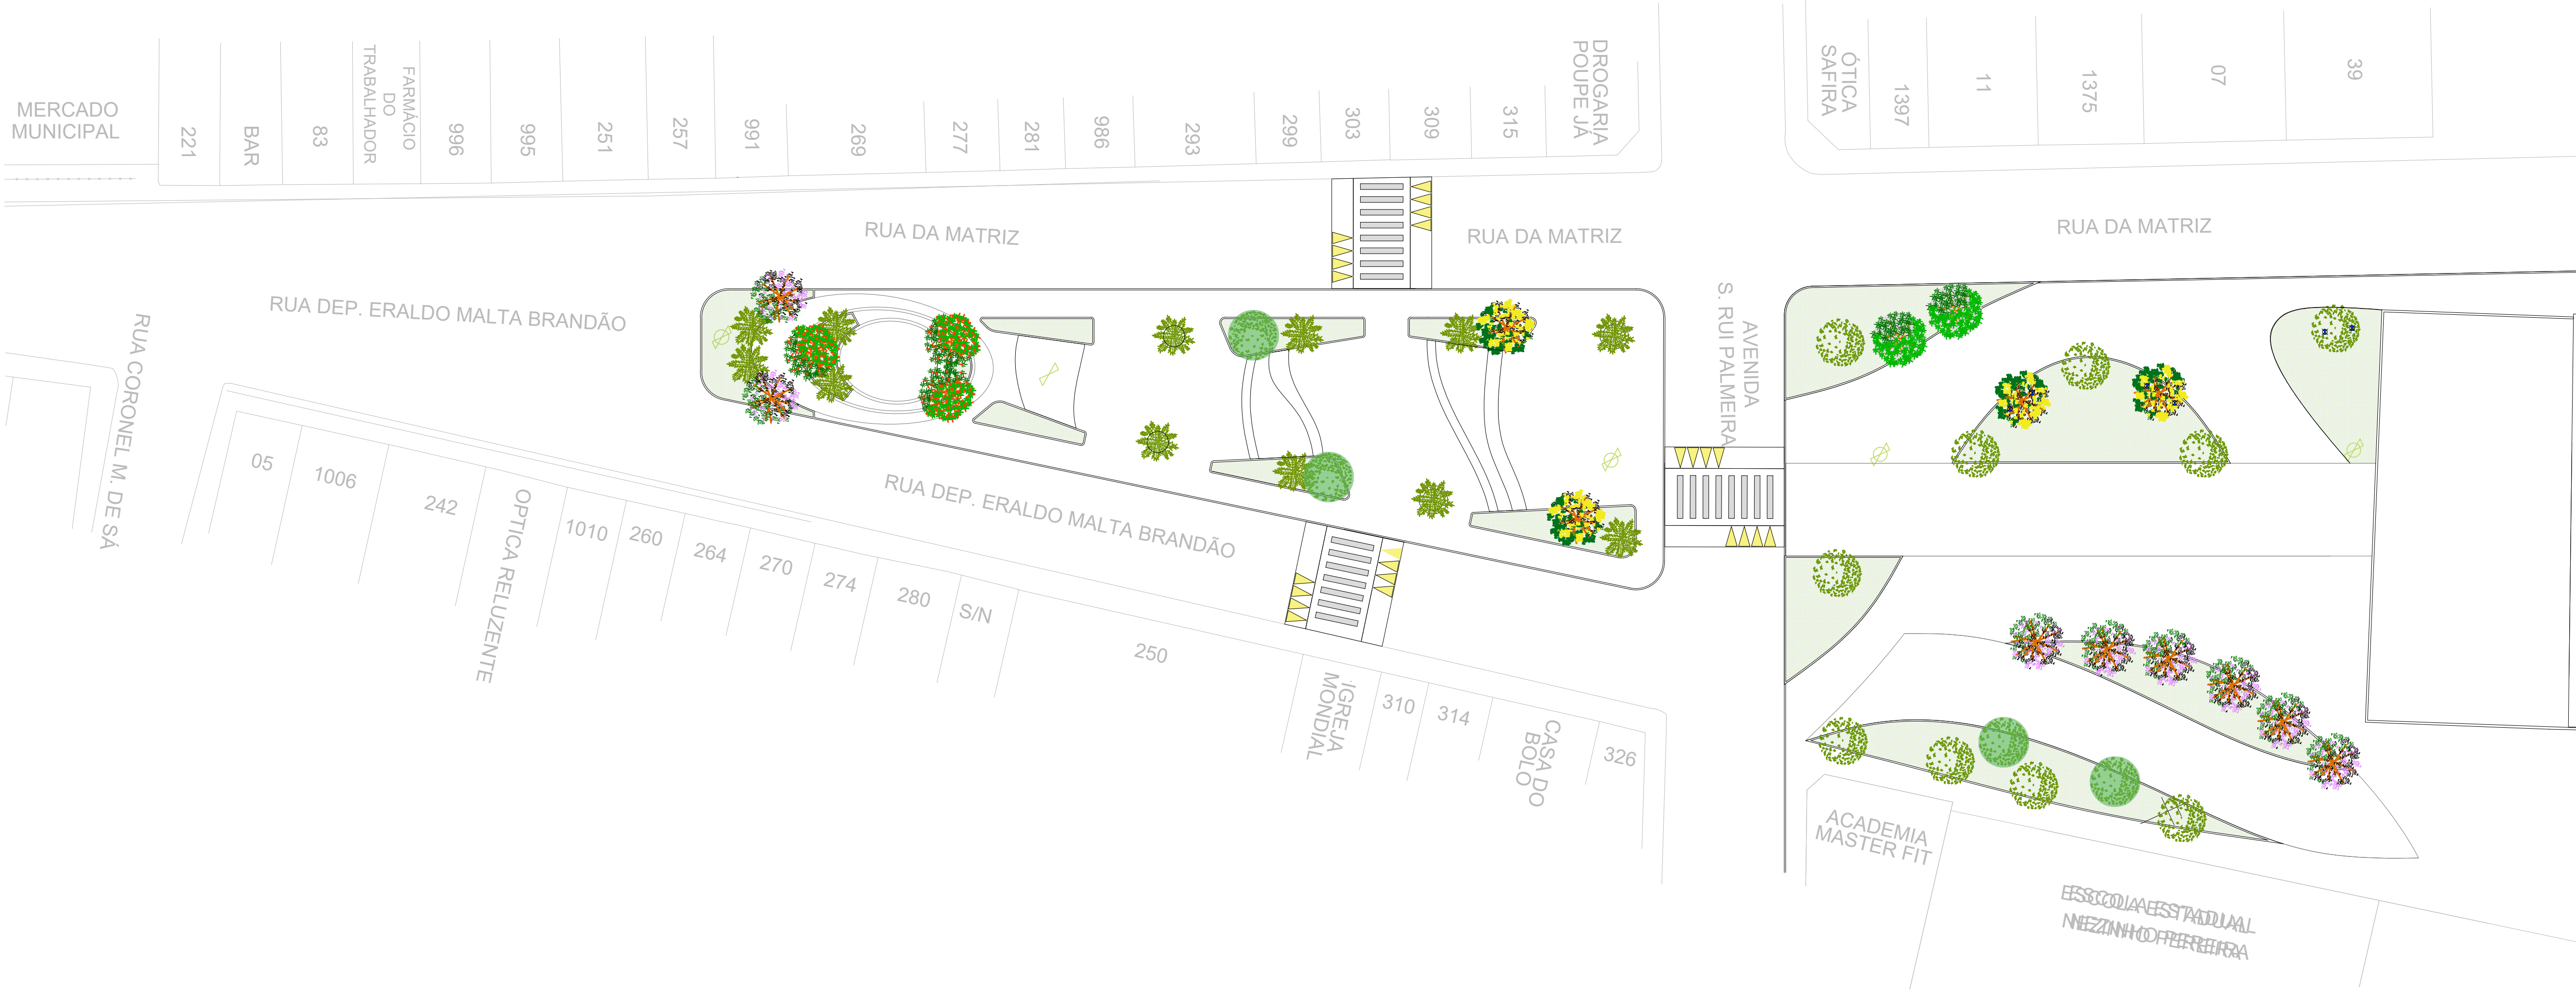 MERCADO
MUNICIPAL
221
BAR
83
FARMÁCIO
DO
TRABALHADOR
996
995
251
257
991
269
277
281
986
293
299
303
309
315
DROGARIA
POUPE JÁ
ÓTICA
SAFIRA
1397
11
1375
07
39
RUA DA MATRIZ
RUA DA MATRIZ
RUA DA MATRIZ
RUA DEP. ERALDO MALTA BRANDÃO
RUA CORONEL M. DE SÁ
AVENIDA
S. RUI PALMEIRA
RUA DEP. ERALDO MALTA BRANDÃO
05
1006
242
OPTICA RELUZENTE
1010
260
264
270
274
280
S/N
250
IGREJA
MONDIAL
310
314
CASA DO
BOLO
326
ACADEMIA
MASTER FIT
ESCOLA ESTADUAL
NEZINHO PEREIRA